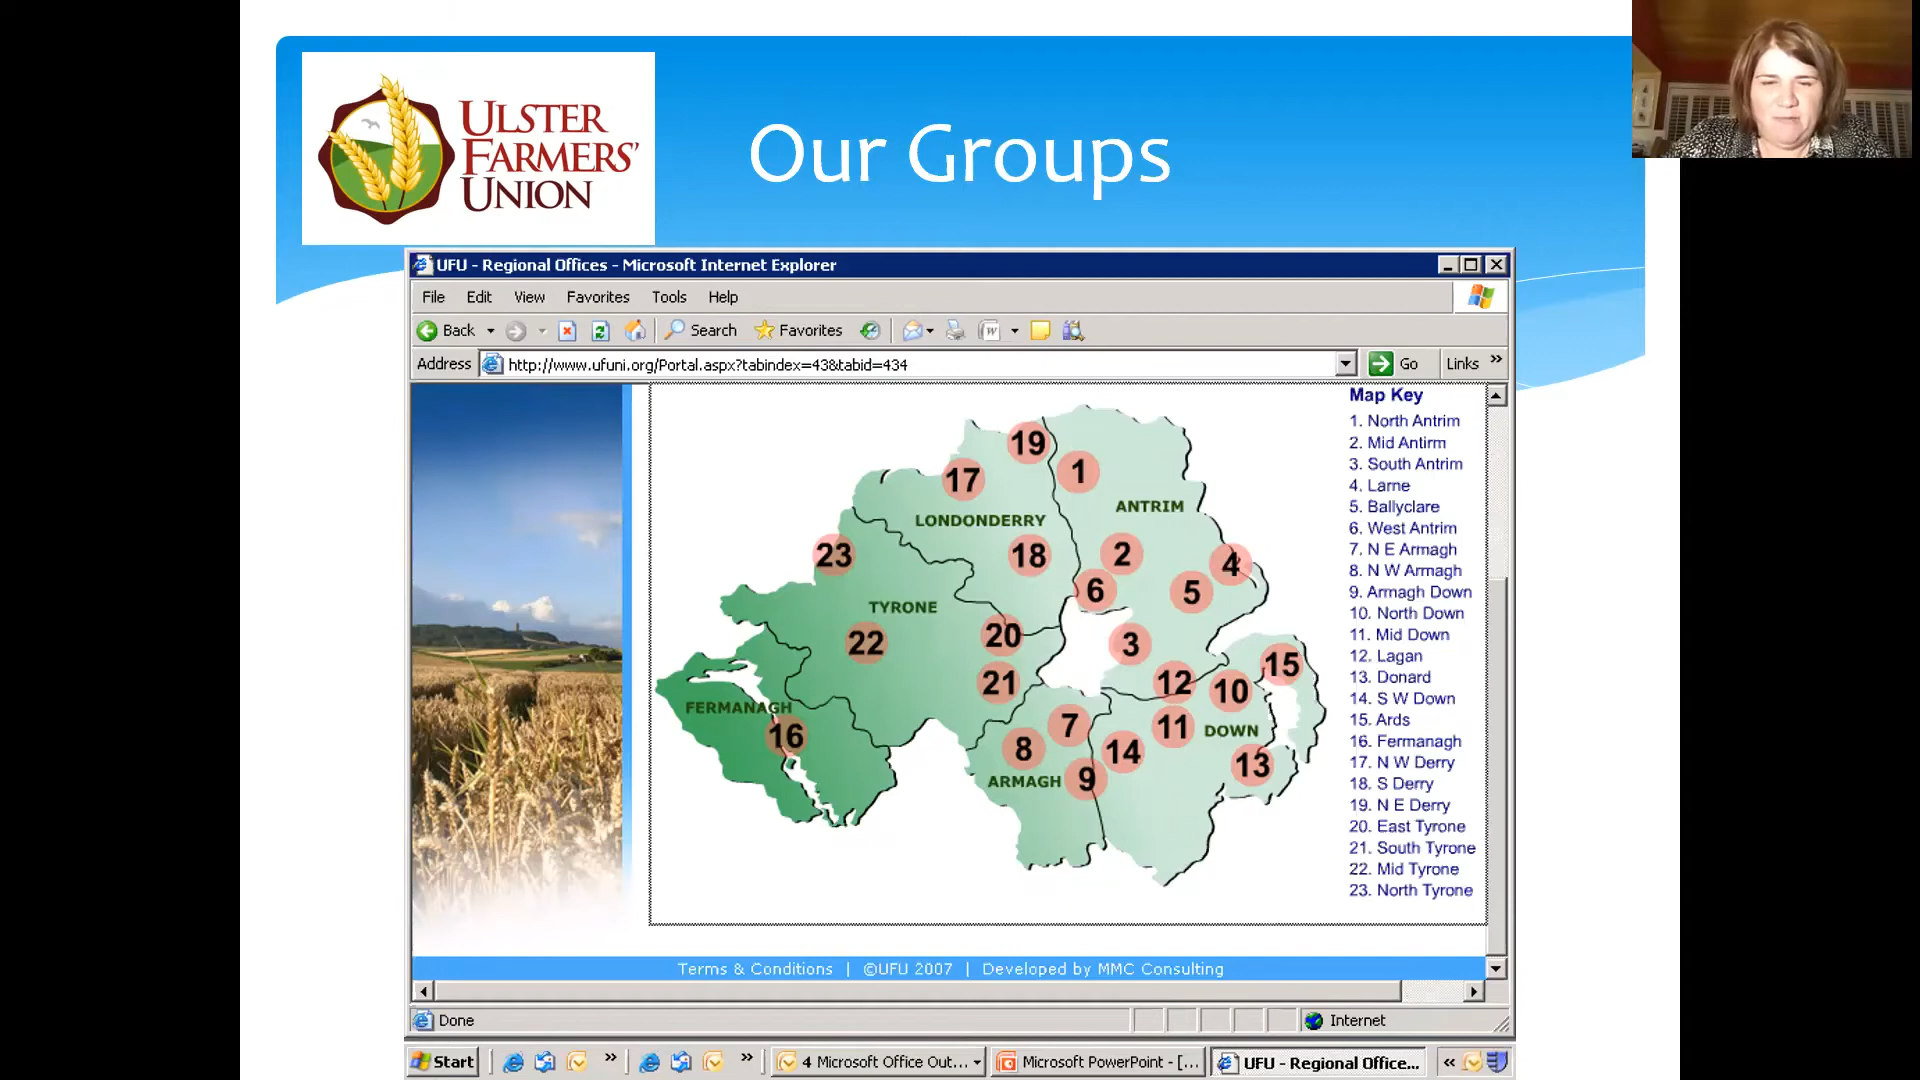 ULSTER
FARMERS'
UNION
Our Groups
UFU - Regional Offices - Microsoft Internet Explorer
File Edit View Favorites Tools Help
Back Search Favorites
Address http://www.ufuni.org/Portal.aspx?tabindex=43&tabid=434 Go Links »
Map Key
1. North Antrim
2. Mid Antirm
3. South Antrim
4. Larne
5. Ballyclare
6. West Antrim
7. N E Armagh
8. N W Armagh
9. Armagh Down
10. North Down
11. Mid Down
12. Lagan
13. Donard
14. S W Down
15. Ards
16. Fermanagh
17. N W Derry
18. S Derry
19. N E Derry
20. East Tyrone
21. South Tyrone
22. Mid Tyrone
23. North Tyrone
19
17
1
ANTRIM
LONDONDERRY
23
18
2
4
6
5
TYRONE
22
20
3
15
21
12
10
FERMANAGH
16
7
11
DOWN
8
14
13
ARMAGH
9
Terms & Conditions | ©UFU 2007 | Developed by MMC Consulting
Done
Internet
Start » » 4 Microsoft Office Out... Microsoft PowerPoint - [... UFU - Regional Office... «